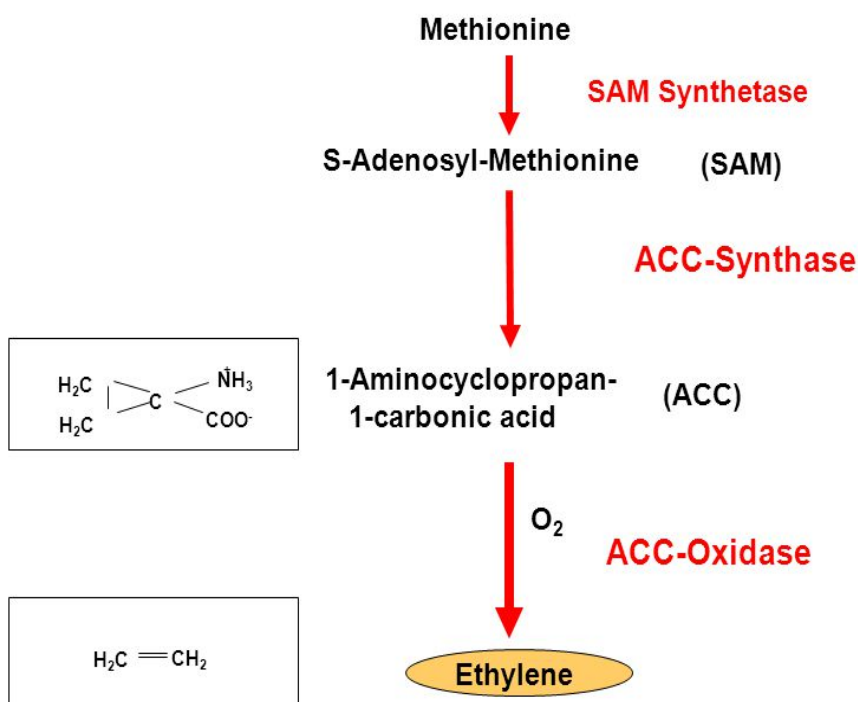 Methionine
SAM Synthetase
S-Adenosyl-Methionine (SAM)
ACC-Synthase
H₂C
C
N⁺H₃
H₂C
COO⁻
1-Aminocyclopropan-
1-carbonic acid
(ACC)
O₂
ACC-Oxidase
H₂C═CH₂
Ethylene